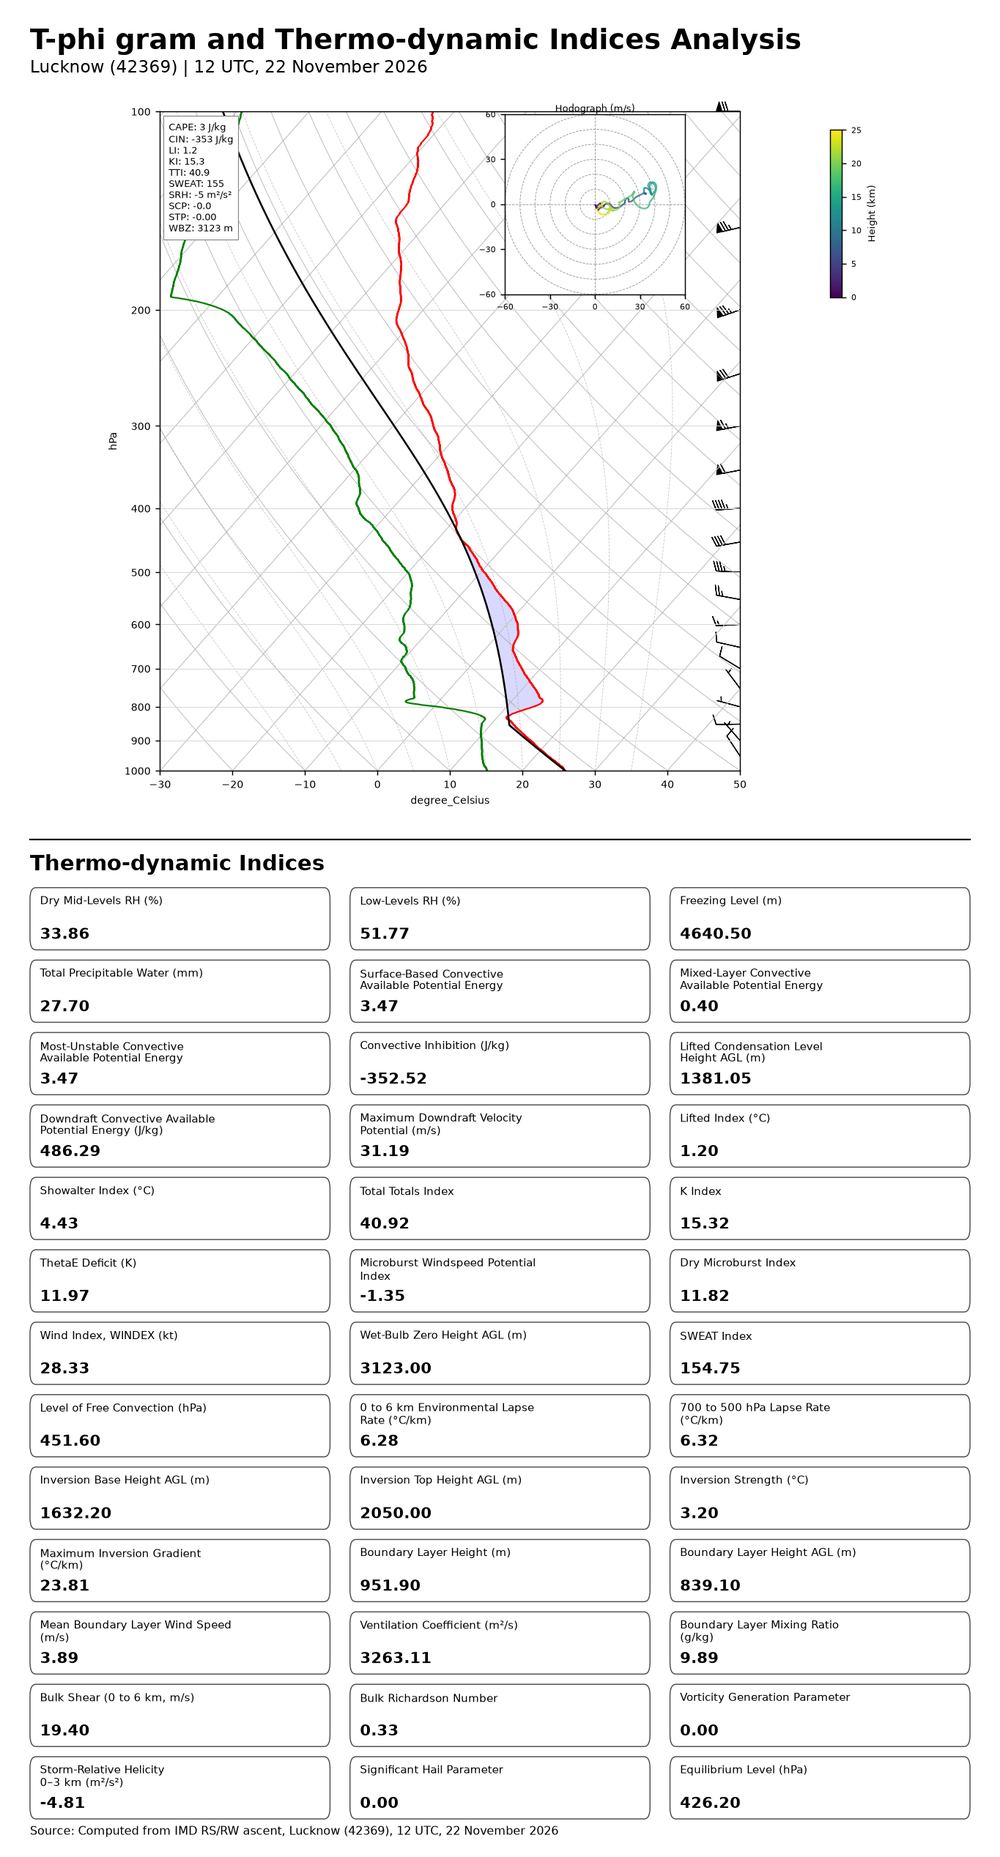 T-phi gram and Thermo-dynamic Indices Analysis
Lucknow (42369) | 12 UTC, 22 November 2026
Hodograph (m/s)
100
200
300
400
500
600
700
800
900
1000
hPa
CAPE: 3 J/kg
CIN: -353 J/kg
LI: 1.2
KI: 15.3
TTI: 40.9
SWEAT: 155
SRH: -5 m²/s²
SCP: -0.0
STP: -0.00
WBZ: 3123 m
60
30
0
−30
−60
−60 −30 0 30 60
25
20
15
10
5
0
Height (km)
−30 −20 −10 0 10 20 30 40 50
degree_Celsius
Thermo-dynamic Indices
Dry Mid-Levels RH (%)
33.86
Low-Levels RH (%)
51.77
Freezing Level (m)
4640.50
Total Precipitable Water (mm)
27.70
Surface-Based Convective
Available Potential Energy
3.47
Mixed-Layer Convective
Available Potential Energy
0.40
Most-Unstable Convective
Available Potential Energy
3.47
Convective Inhibition (J/kg)
-352.52
Lifted Condensation Level
Height AGL (m)
1381.05
Downdraft Convective Available
Potential Energy (J/kg)
486.29
Maximum Downdraft Velocity
Potential (m/s)
31.19
Lifted Index (°C)
1.20
Showalter Index (°C)
4.43
Total Totals Index
40.92
K Index
15.32
ThetaE Deficit (K)
11.97
Microburst Windspeed Potential
Index
-1.35
Dry Microburst Index
11.82
Wind Index, WINDEX (kt)
28.33
Wet-Bulb Zero Height AGL (m)
3123.00
SWEAT Index
154.75
Level of Free Convection (hPa)
451.60
0 to 6 km Environmental Lapse
Rate (°C/km)
6.28
700 to 500 hPa Lapse Rate
(°C/km)
6.32
Inversion Base Height AGL (m)
1632.20
Inversion Top Height AGL (m)
2050.00
Inversion Strength (°C)
3.20
Maximum Inversion Gradient
(°C/km)
23.81
Boundary Layer Height (m)
951.90
Boundary Layer Height AGL (m)
839.10
Mean Boundary Layer Wind Speed
(m/s)
3.89
Ventilation Coefficient (m²/s)
3263.11
Boundary Layer Mixing Ratio
(g/kg)
9.89
Bulk Shear (0 to 6 km, m/s)
19.40
Bulk Richardson Number
0.33
Vorticity Generation Parameter
0.00
Storm-Relative Helicity
0–3 km (m²/s²)
-4.81
Significant Hail Parameter
0.00
Equilibrium Level (hPa)
426.20
Source: Computed from IMD RS/RW ascent, Lucknow (42369), 12 UTC, 22 November 2026